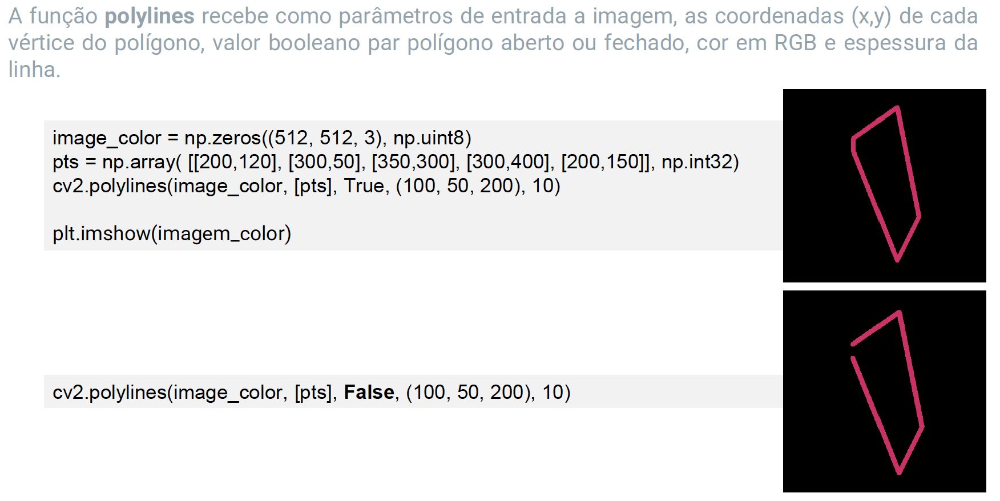 A função polylines recebe como parâmetros de entrada a imagem, as coordenadas (x,y) de cada
vértice do polígono, valor booleano par polígono aberto ou fechado, cor em RGB e espessura da
linha.
image_color = np.zeros((512, 512, 3), np.uint8)
pts = np.array( [[200,120], [300,50], [350,300], [300,400], [200,150]], np.int32)
cv2.polylines(image_color, [pts], True, (100, 50, 200), 10)
plt.imshow(imagem_color)
cv2.polylines(image_color, [pts], False, (100, 50, 200), 10)